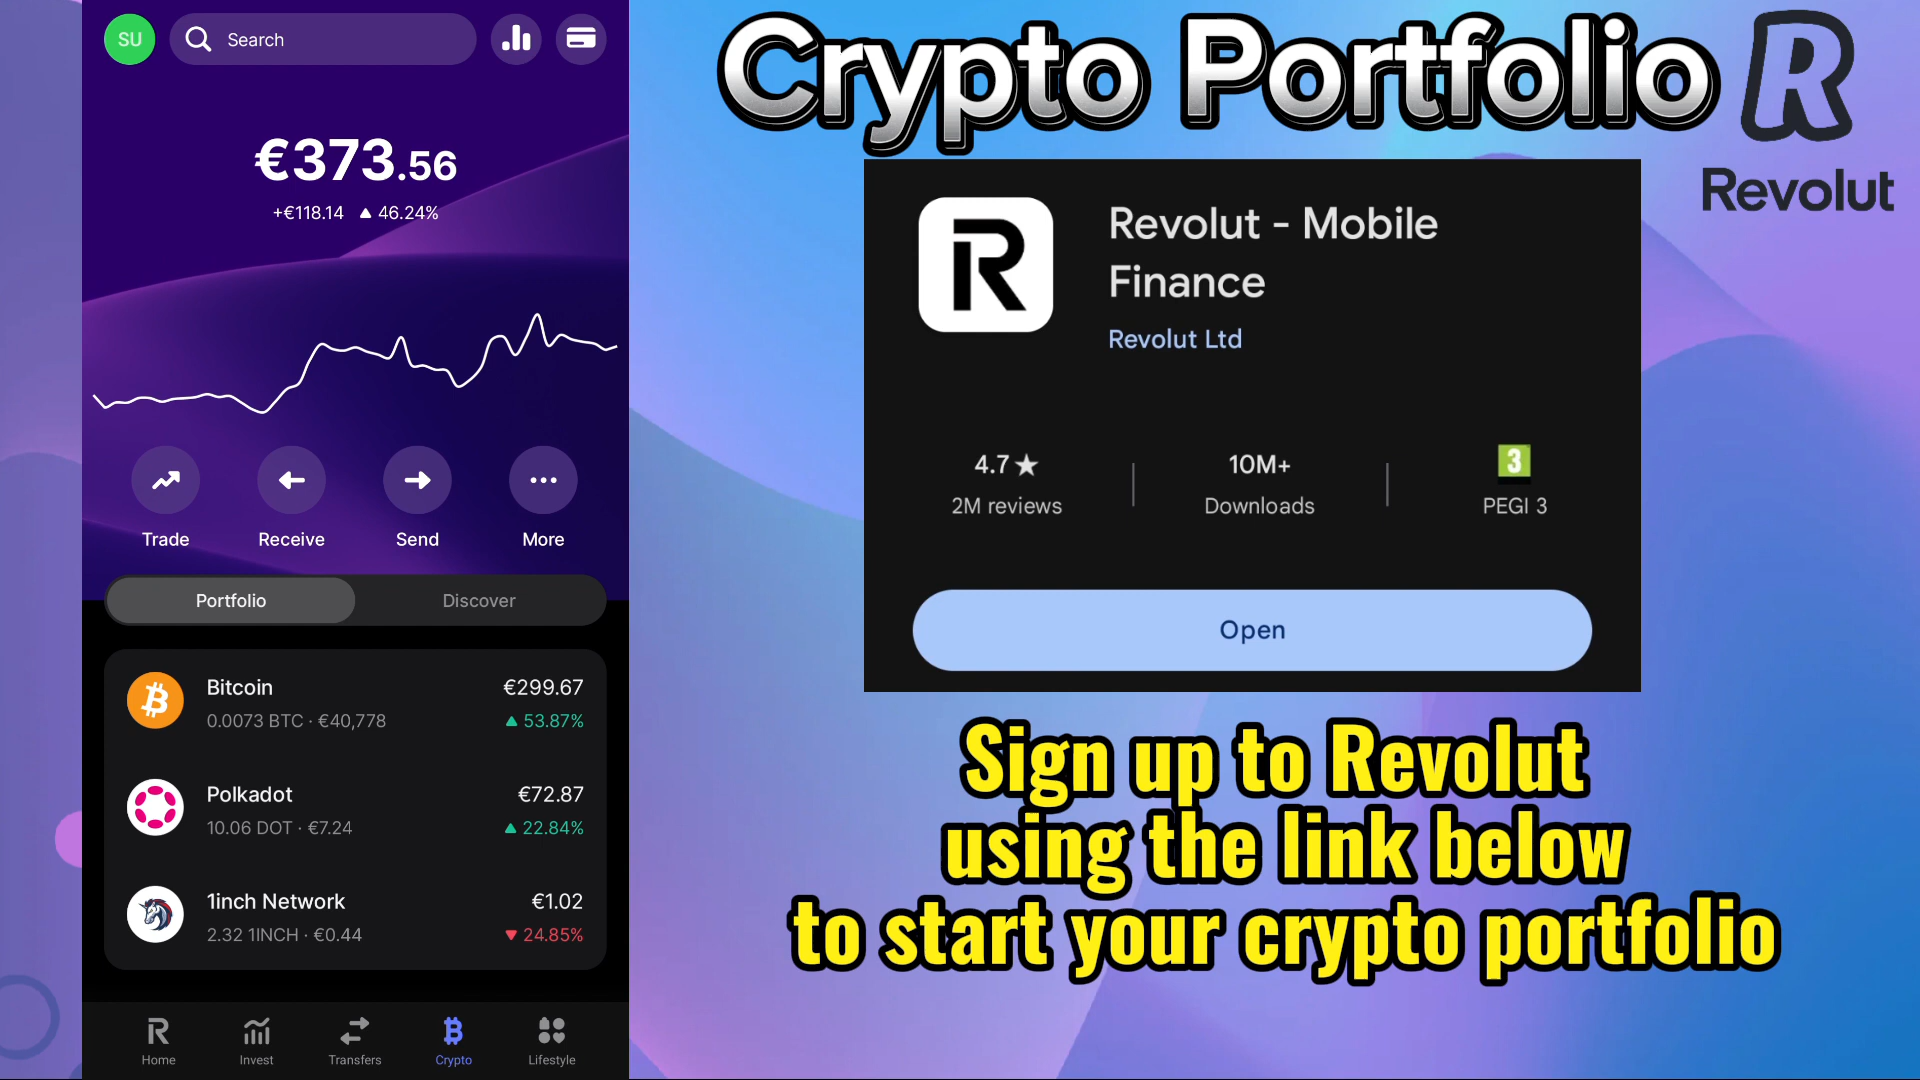 SU
Search
€373.56
+€118.14 ▲ 46.24%
Trade
Receive
Send
More
Portfolio
Discover
Bitcoin
€299.67
0.0073 BTC · €40,778
▲ 53.87%
Polkadot
€72.87
10.06 DOT · €7.24
▲ 22.84%
1inch Network
€1.02
2.32 1INCH · €0.44
▼ 24.85%
Home
Invest
Transfers
Crypto
Lifestyle
Crypto Portfolio
R
Revolut
R
Revolut - Mobile
Finance
Revolut Ltd
4.7★
2M reviews
10M+
Downloads
3
PEGI 3
Open
Sign up to Revolut
using the link below
to start your crypto portfolio